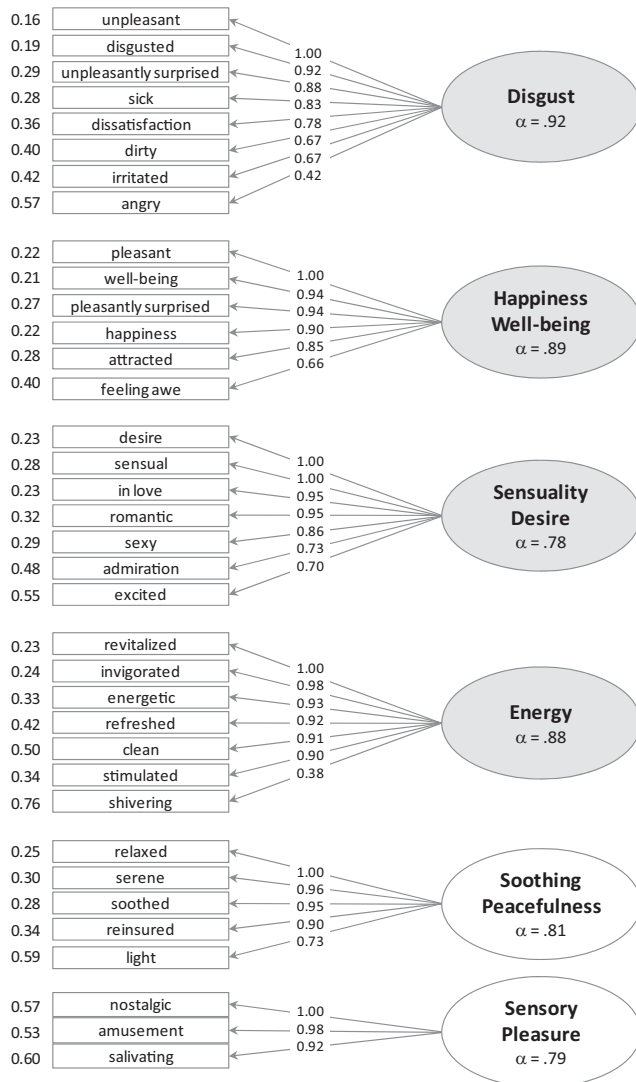 0.16 unpleasant
1.00
0.19 disgusted
0.92
0.29 unpleasantly surprised
0.88
0.28 sick
0.83
0.36 dissatisfaction
0.78
0.40 dirty
0.67
0.42 irritated
0.67
0.57 angry
0.42
Disgust
α = .92
0.22 pleasant
1.00
0.21 well-being
0.94
0.27 pleasantly surprised
0.94
0.22 happiness
0.90
0.28 attracted
0.85
0.40 feeling awe
0.66
Happiness
Well-being
α = .89
0.23 desire
1.00
0.28 sensual
1.00
0.23 in love
0.95
0.32 romantic
0.95
0.29 sexy
0.86
0.48 admiration
0.73
0.55 excited
0.70
Sensuality
Desire
α = .78
0.23 revitalized
1.00
0.24 invigorated
0.98
0.33 energetic
0.93
0.42 refreshed
0.92
0.50 clean
0.91
0.34 stimulated
0.90
0.76 shivering
0.38
Energy
α = .88
0.25 relaxed
1.00
0.30 serene
0.96
0.28 soothed
0.95
0.34 reinsured
0.90
0.59 light
0.73
Soothing
Peacefulness
α = .81
0.57 nostalgic
1.00
0.53 amusement
0.98
0.60 salivating
0.92
Sensory
Pleasure
α = .79